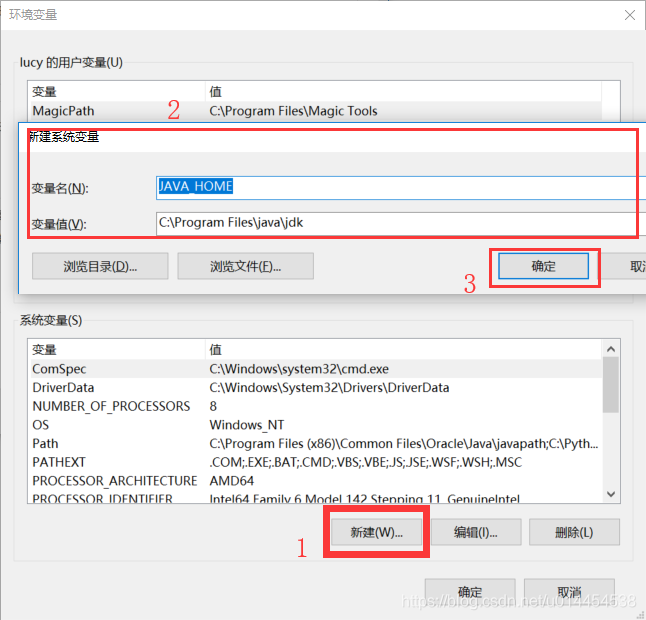 环境变量
lucy 的用户变量(U)
变量 值
MagicPath C:\Program Files\Magic Tools
2
新建系统变量
变量名(N): JAVA_HOME
变量值(V): C:\Program Files\java\jdk
浏览目录(D)... 浏览文件(F)... 确定 取消
3
系统变量(S)
变量 值
ComSpec C:\Windows\system32\cmd.exe
DriverData C:\Windows\System32\Drivers\DriverData
NUMBER_OF_PROCESSORS 8
OS Windows_NT
Path C:\Program Files (x86)\Common Files\Oracle\Java\javapath;C:\Pyth...
PATHEXT .COM;.EXE;.BAT;.CMD;.VBS;.VBE;.JS;.JSE;.WSF;.WSH;.MSC
PROCESSOR_ARCHITECTURE AMD64
PROCESSOR_IDENTIFIER Intel64 Family 6 Model 142 Stepping 11, GenuineIntel
1 新建(W)... 编辑(I)... 删除(L)
确定 取消
https://blog.csdn.net/u014454538